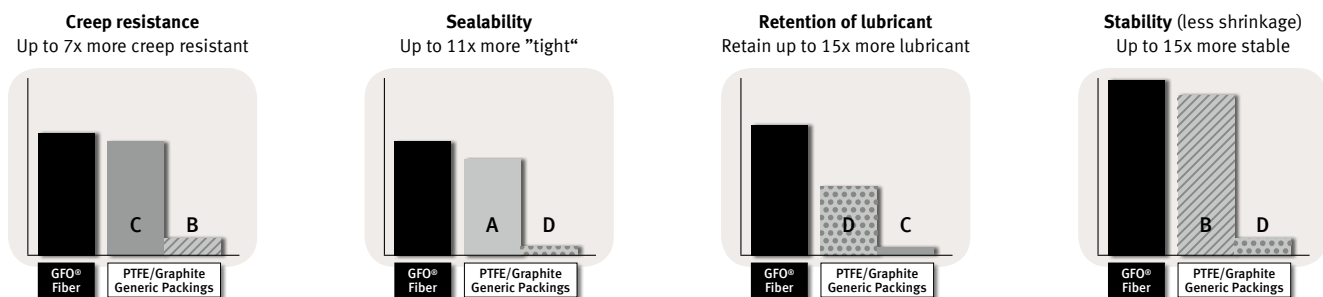 Creep resistance
Up to 7x more creep resistant
C
B
GFO®
Fiber
PTFE/Graphite
Generic Packings
Sealability
Up to 11x more ”tight“
A
D
GFO®
Fiber
PTFE/Graphite
Generic Packings
Retention of lubricant
Retain up to 15x more lubricant
D
C
GFO®
Fiber
PTFE/Graphite
Generic Packings
Stability (less shrinkage)
Up to 15x more stable
B
D
GFO®
Fiber
PTFE/Graphite
Generic Packings